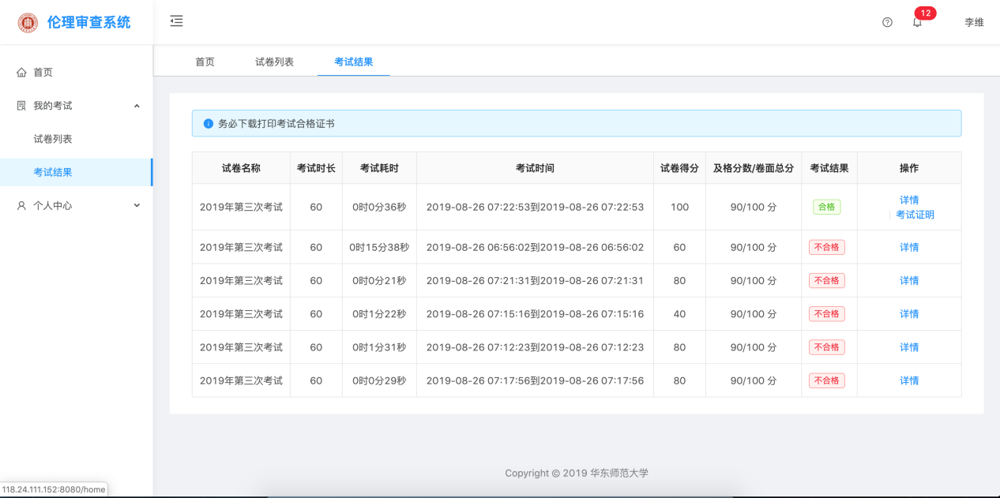 伦理审查系统
12
李维
首页
我的考试
试卷列表
考试结果
个人中心
首页 试卷列表 考试结果
务必下载打印考试合格证书
试卷名称 考试时长 考试耗时 考试时间 试卷得分 及格分数/卷面总分 考试结果 操作
2019年第三次考试 60 0时0分36秒 2019-08-26 07:22:53到2019-08-26 07:22:53 100 90/100 分 合格 详情
考试证明
2019年第三次考试 60 0时15分38秒 2019-08-26 06:56:02到2019-08-26 06:56:02 60 90/100 分 不合格 详情
2019年第三次考试 60 0时0分21秒 2019-08-26 07:21:31到2019-08-26 07:21:31 80 90/100 分 不合格 详情
2019年第三次考试 60 0时1分22秒 2019-08-26 07:15:16到2019-08-26 07:15:16 40 90/100 分 不合格 详情
2019年第三次考试 60 0时1分31秒 2019-08-26 07:12:23到2019-08-26 07:12:23 80 90/100 分 不合格 详情
2019年第三次考试 60 0时0分29秒 2019-08-26 07:17:56到2019-08-26 07:17:56 80 90/100 分 不合格 详情
Copyright © 2019 华东师范大学
118.24.111.152:8080/home